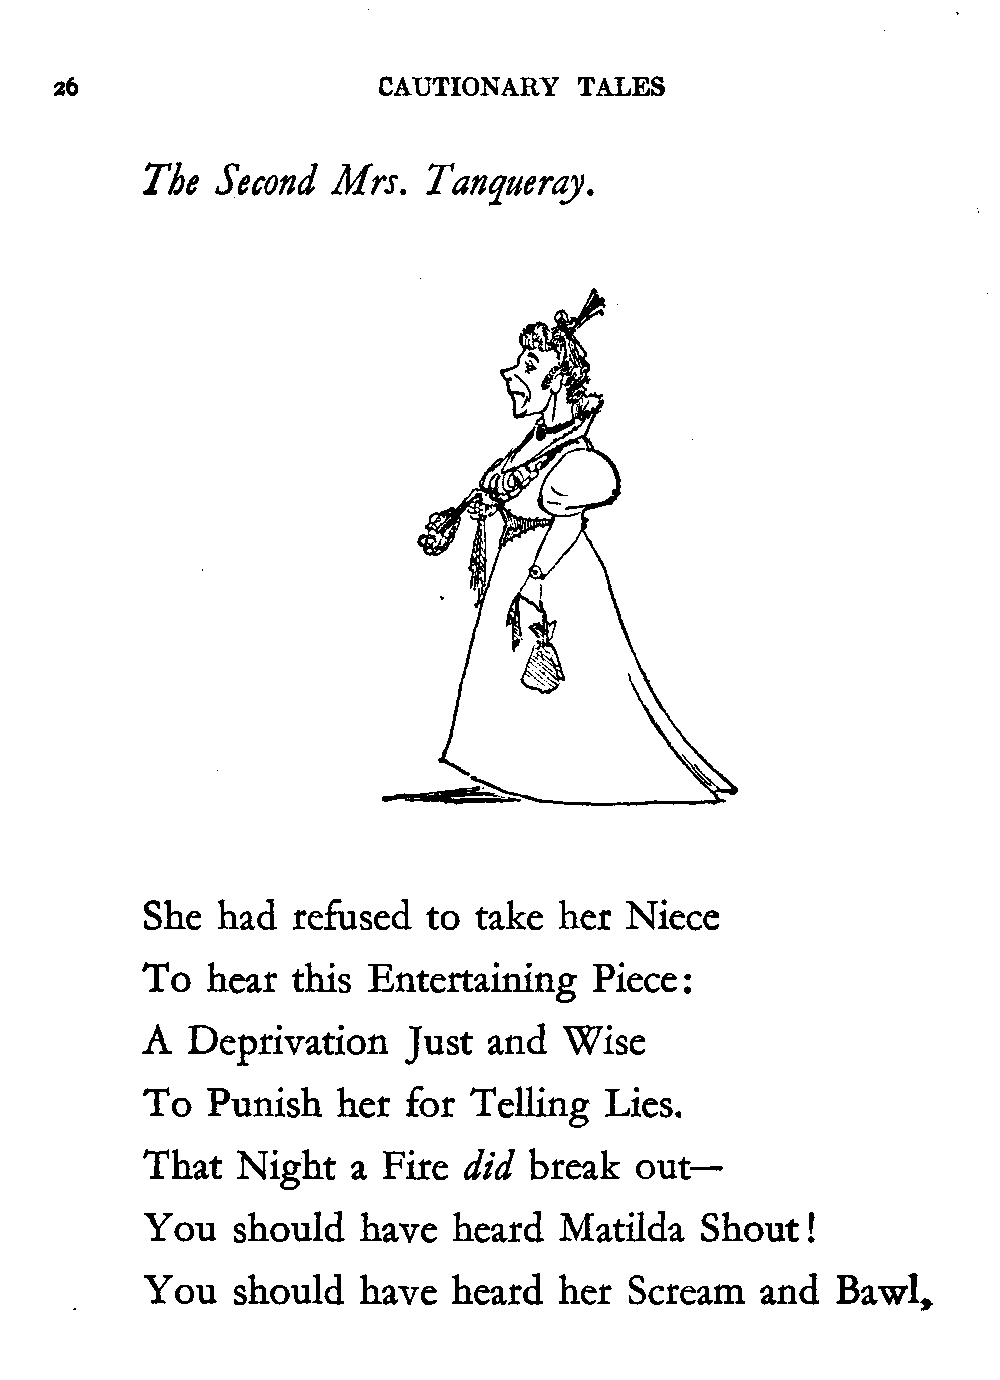 26 CAUTIONARY TALES
The Second Mrs. Tanqueray.
She had refused to take her Niece
To hear this Entertaining Piece:
A Deprivation Just and Wise
To Punish her for Telling Lies.
That Night a Fire did break out—
You should have heard Matilda Shout!
You should have heard her Scream and Bawl,